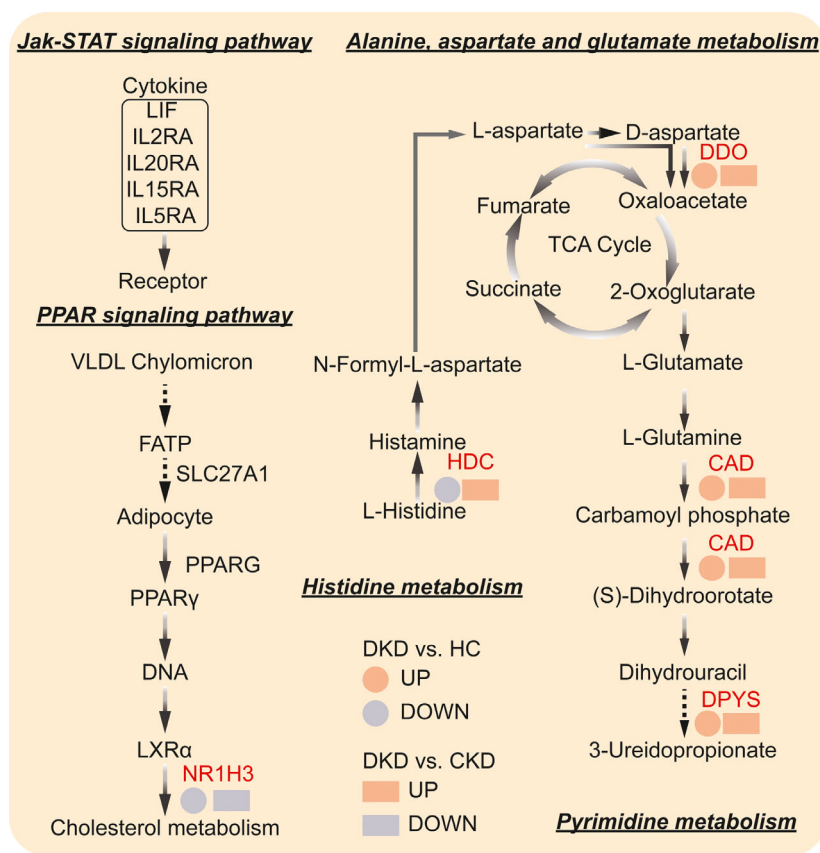 Jak-STAT signaling pathway
Cytokine
LIF
IL2RA
IL20RA
IL15RA
IL5RA
Receptor
PPAR signaling pathway
VLDL Chylomicron
FATP
SLC27A1
Adipocyte
PPARG
PPARγ
DNA
LXRα
NR1H3
Cholesterol metabolism
Alanine, aspartate and glutamate metabolism
L-aspartate
D-aspartate
DDO
Fumarate
Oxaloacetate
TCA Cycle
Succinate
2-Oxoglutarate
N-Formyl-L-aspartate
L-Glutamate
Histamine
L-Glutamine
HDC
CAD
L-Histidine
Carbamoyl phosphate
CAD
Histidine metabolism
(S)-Dihydroorotate
DKD vs. HC
UP
DOWN
DKD vs. CKD
UP
DOWN
Dihydrouracil
DPYS
3-Ureidopropionate
Pyrimidine metabolism